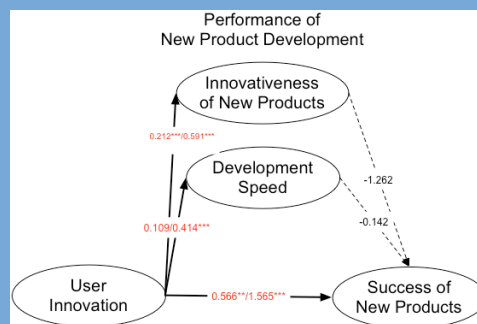 Performance of
New Product Development
Innovativeness
of New Products
0.212***/0.591***
Development
Speed
-1.262
-0.142
0.109/0.414***
User
Innovation
0.566**/1.565***
Success of
New Products